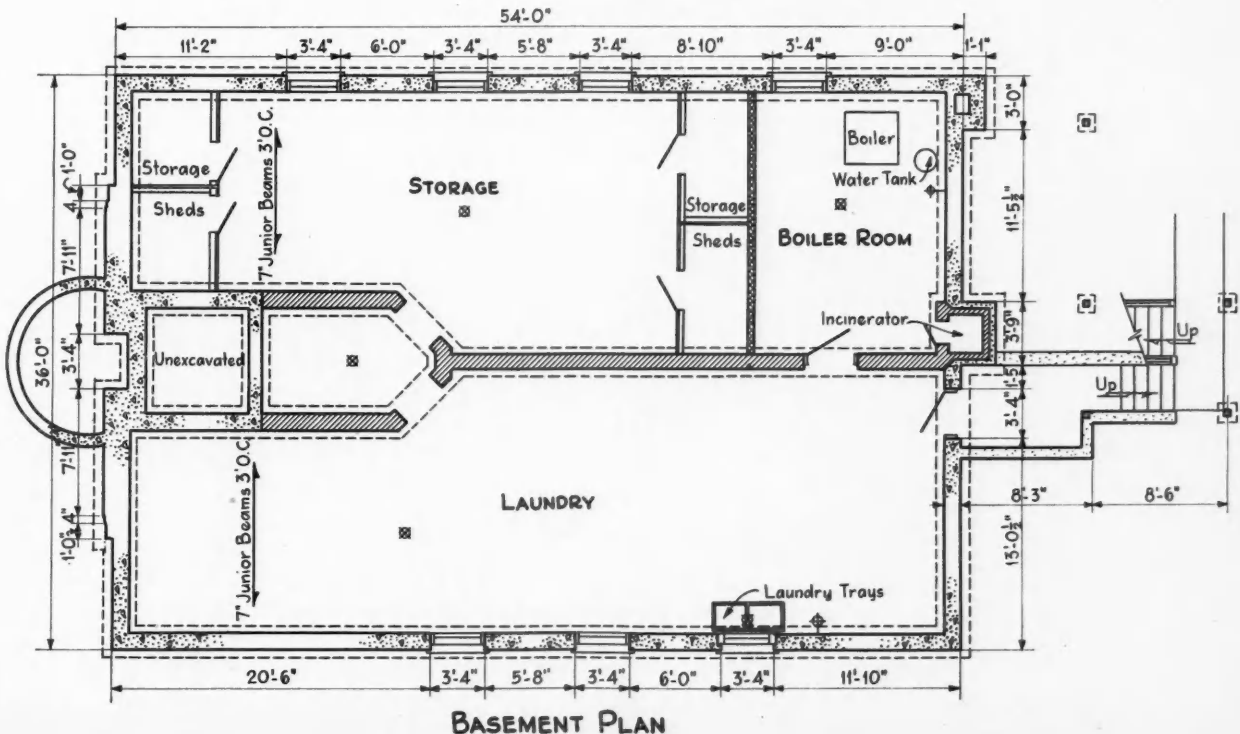 54'-0"
11'-2" 3'-4" 6'-0" 3'-4" 5'-8" 3'-4" 8'-10" 3'-4" 9'-0" 1'-1"
36'-0"
1'-0"
4"
7'-11"
3'-4"
7'-11"
3'-4"
1'-0"
Storage
Sheds
7" Junior Beams 3' O.C.
STORAGE
Storage
Sheds
Boiler
Water Tank
BOILER ROOM
Incinerator
Unexcavated
7" Junior Beams 3' O.C.
LAUNDRY
Laundry Trays
3'-0"
11'-5½"
3'-9"
1'-5"
3'-4"
13'-0½"
Up
Up
8'-3" 8'-6"
20'-6" 3'-4" 5'-8" 3'-4" 6'-0" 3'-4" 11'-10"
BASEMENT PLAN